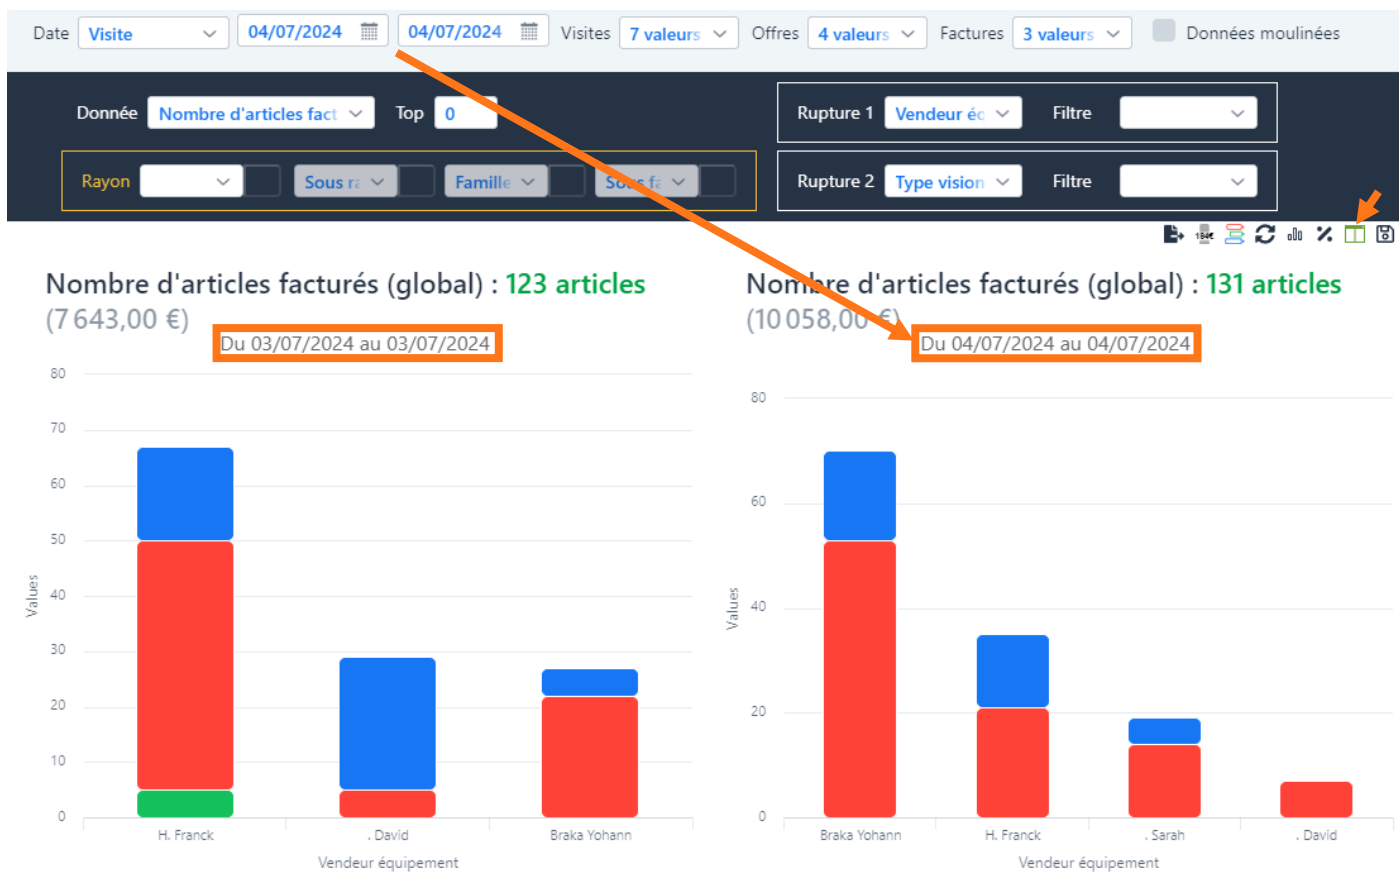 Date Visite 04/07/2024 04/07/2024 Visites 7 valeurs Offres 4 valeurs Factures 3 valeurs Données moulinées
Donnée Nombre d'articles fact Top 0 Rupture 1 Vendeur éq Filtre
Rayon Sous ra Famille Sous fa Rupture 2 Type vision Filtre
Nombre d'articles facturés (global) : 123 articles
(7 643,00 €)
Du 03/07/2024 au 03/07/2024
80
70
60
50
40
30
20
10
0
Values
H. Franck . David Braka Yohann
Vendeur équipement
Nombre d'articles facturés (global) : 131 articles
(10 058,00 €)
Du 04/07/2024 au 04/07/2024
80
60
40
20
0
Values
Braka Yohann H. Franck . Sarah . David
Vendeur équipement